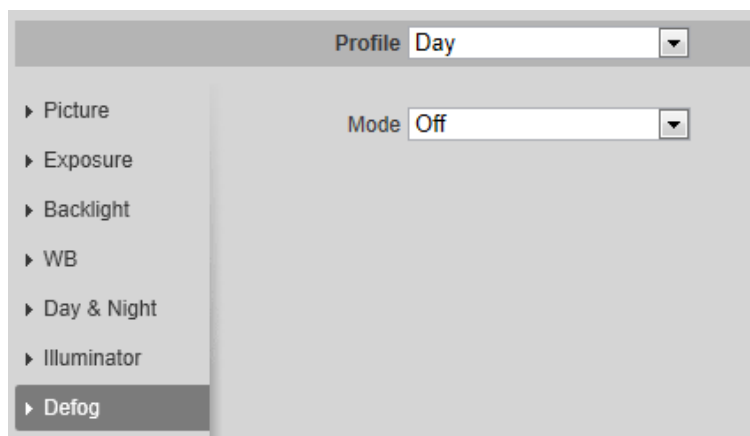 Profile Day
Picture
Mode Off
Exposure
Backlight
WB
Day & Night
Illuminator
Defog